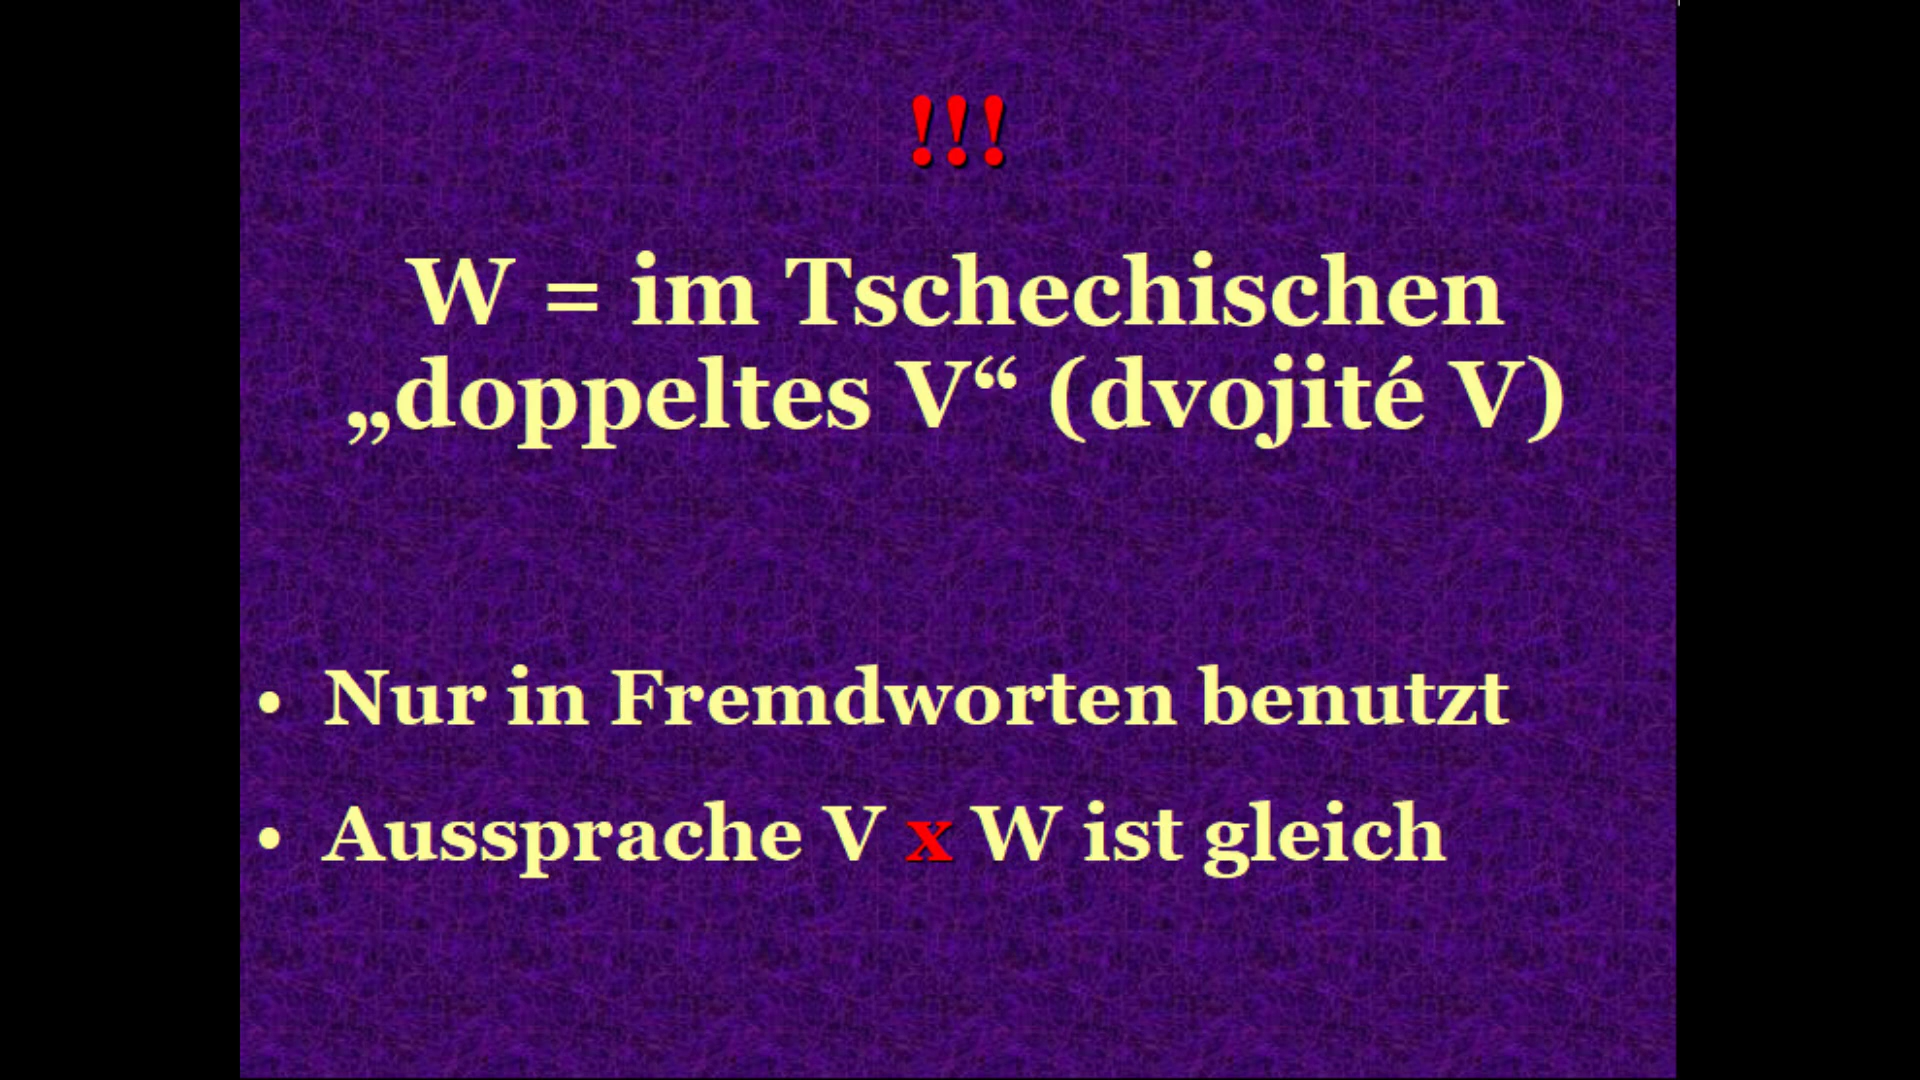 !!!
W = im Tschechischen
„doppeltes V“ (dvojité V)
• Nur in Fremdworten benutzt
• Aussprache V x W ist gleich